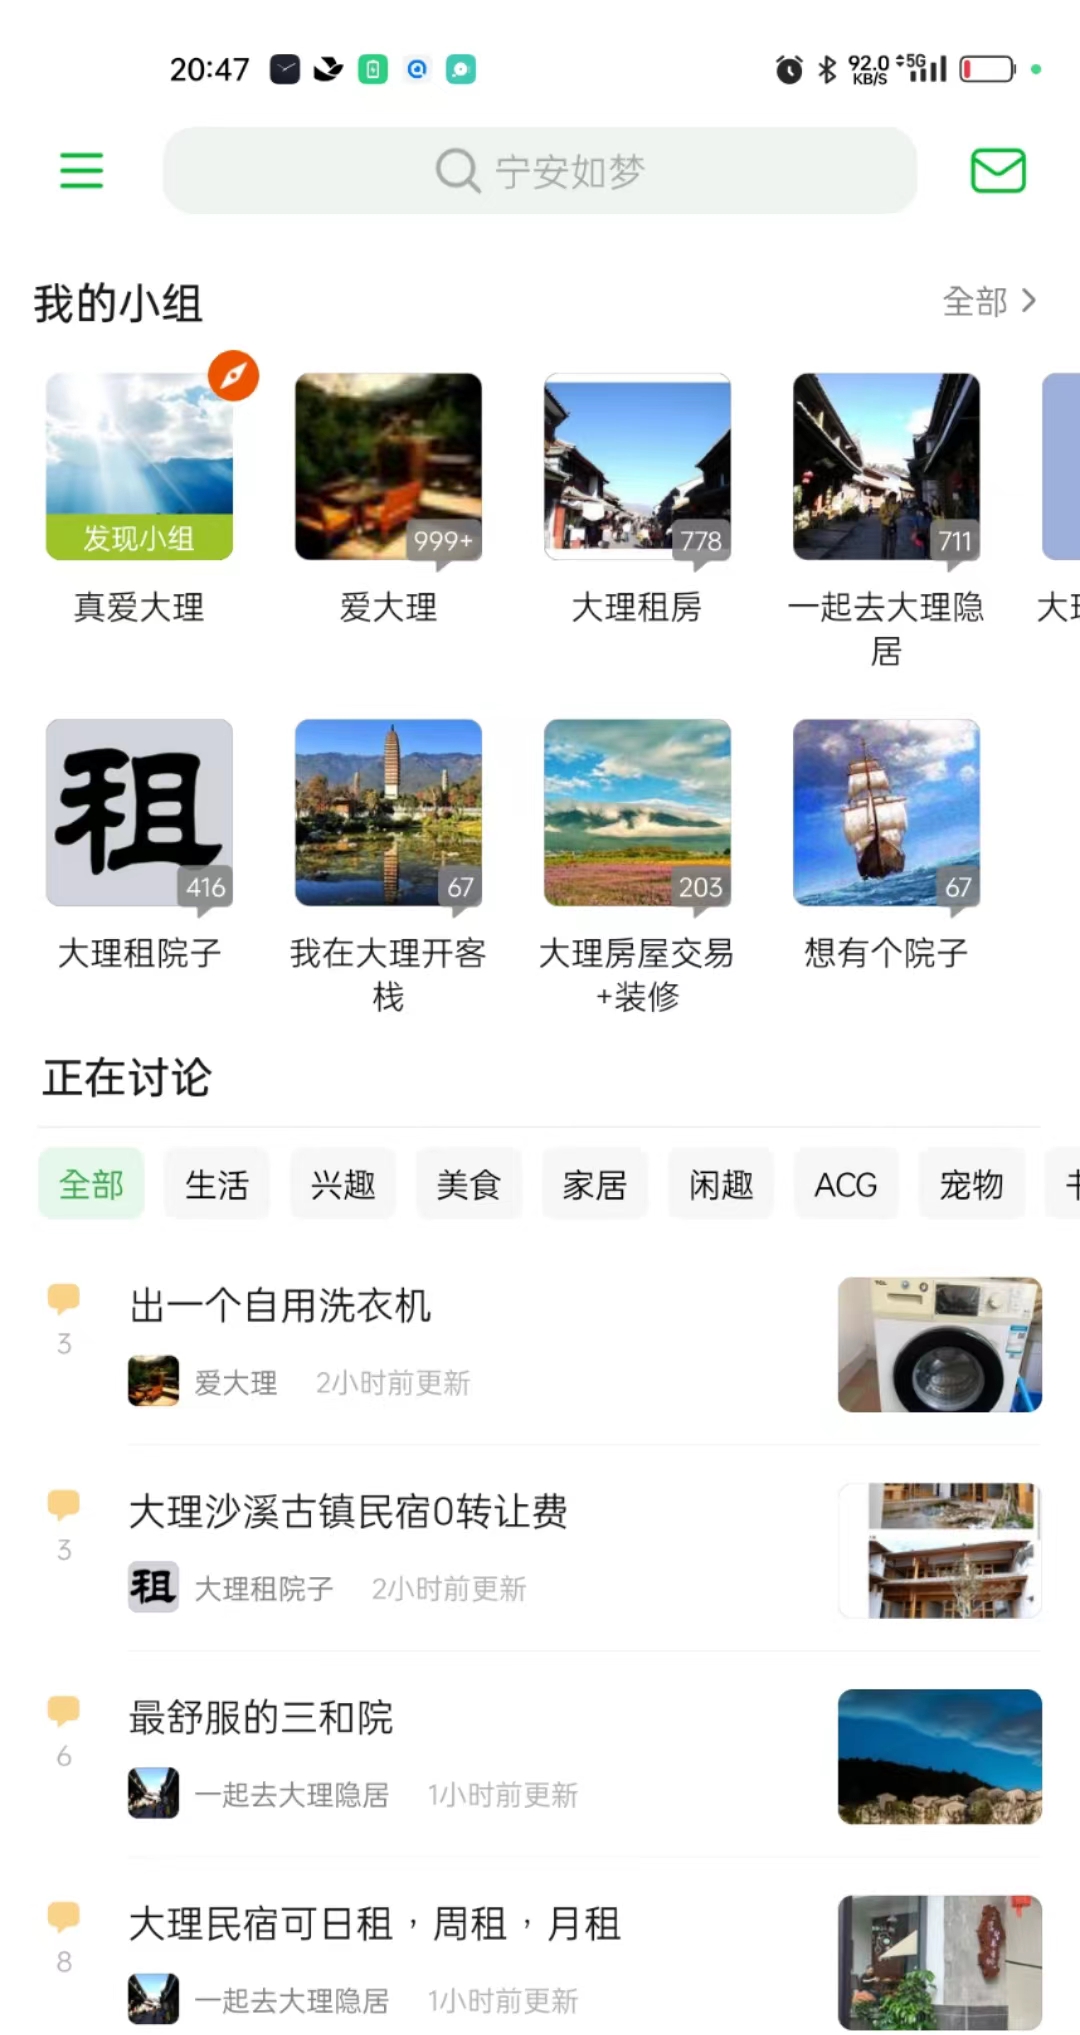 20:47
92.0
KB/S
5G
宁安如梦
我的小组
全部
发现小组
999+
778
711
真爱大理
爱大理
大理租房
一起去大理隐
居
租
416
67
203
67
大理租院子
我在大理开客
栈
大理房屋交易
+装修
想有个院子
正在讨论
全部
生活
兴趣
美食
家居
闲趣
ACG
宠物
出一个自用洗衣机
3
爱大理
2小时前更新
TCL
大理沙溪古镇民宿0转让费
3
租
大理租院子
2小时前更新
最舒服的三和院
6
一起去大理隐居
1小时前更新
大理民宿可日租，周租，月租
8
一起去大理隐居
1小时前更新